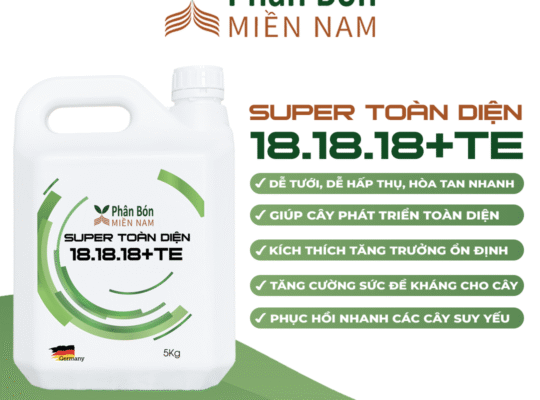 Phân Bón
MIỀN NAM
SUPER TOÀN DIỆN
18.18.18+TE
DỄ TƯỚI, DỄ HẤP THỤ, HÒA TAN NHANH
GIÚP CÂY PHÁT TRIỂN TOÀN DIỆN
KÍCH THÍCH TĂNG TRƯỞNG ỔN ĐỊNH
TĂNG CƯỜNG SỨC ĐỀ KHÁNG CHO CÂY
PHỤC HỒI NHANH CÁC CÂY SUY YẾU
Phân Bón
MIỀN NAM
SUPER TOÀN DIỆN
18.18.18+TE
Germany
5Kg